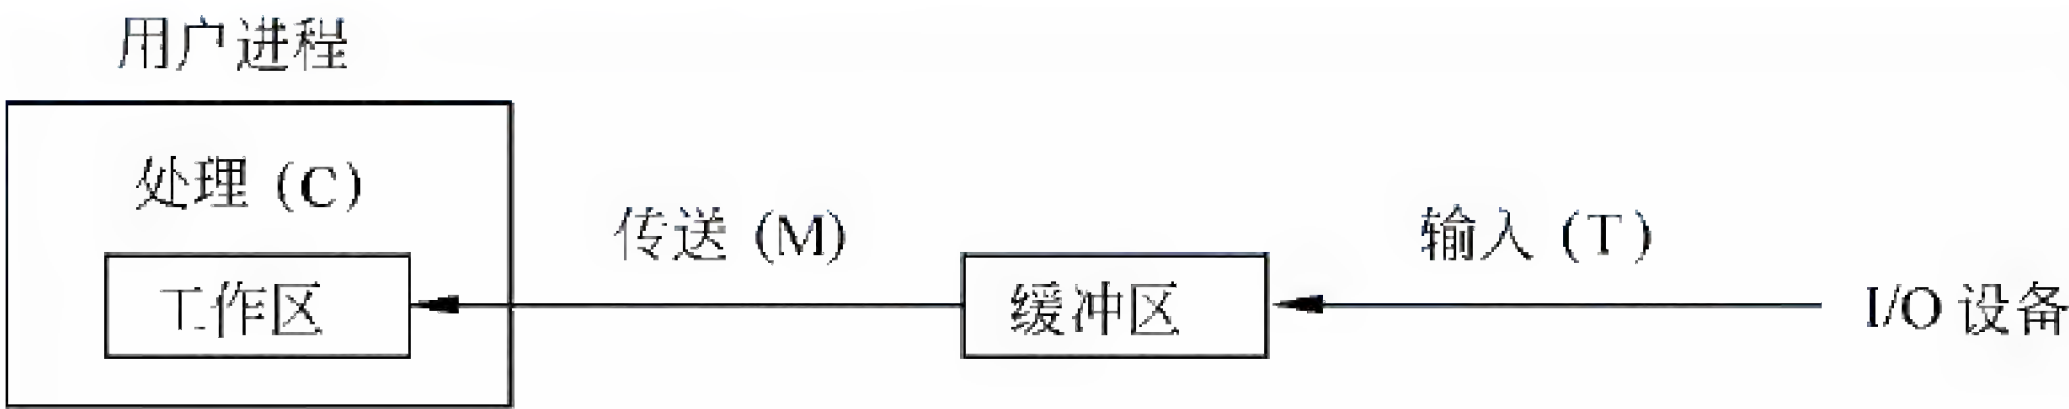 用户进程
处理 (C)
传送 (M)
输入 (T)
工作区
缓冲区
I/O 设备